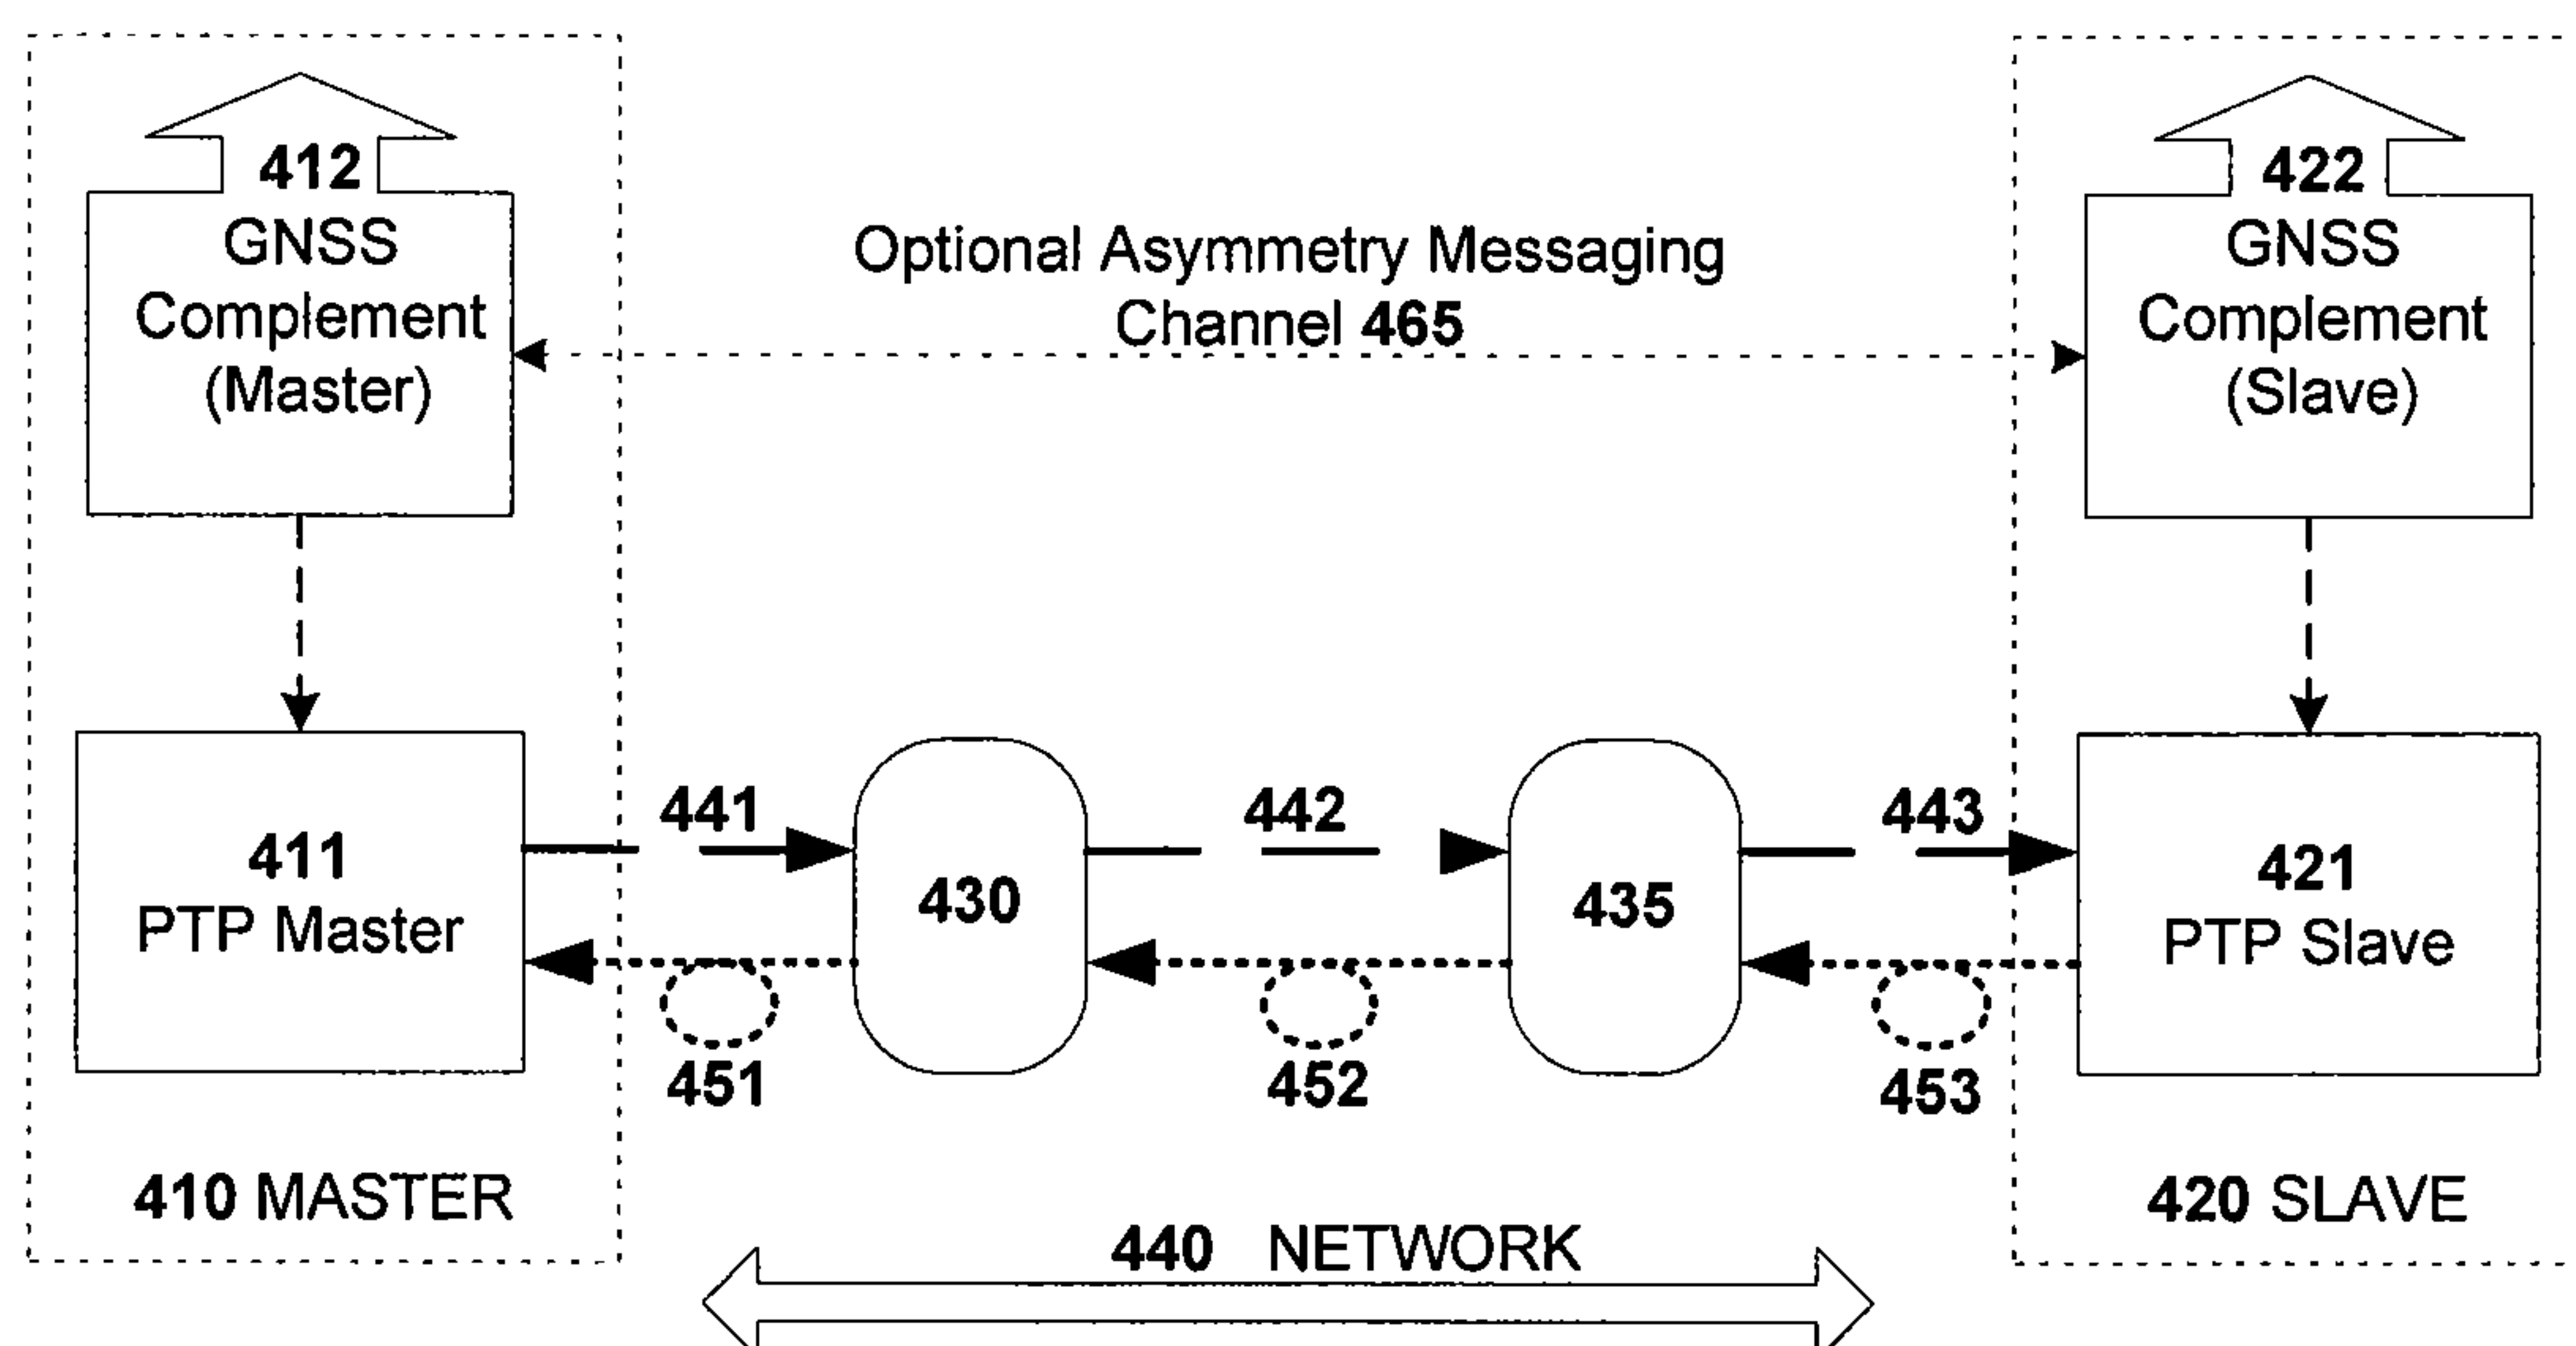 412
GNSS
Complement
(Master)
Optional Asymmetry Messaging
Channel 465
422
GNSS
Complement
(Slave)
441
442
443
411
PTP Master
430
435
421
PTP Slave
451
452
453
410 MASTER
420 SLAVE
440 NETWORK